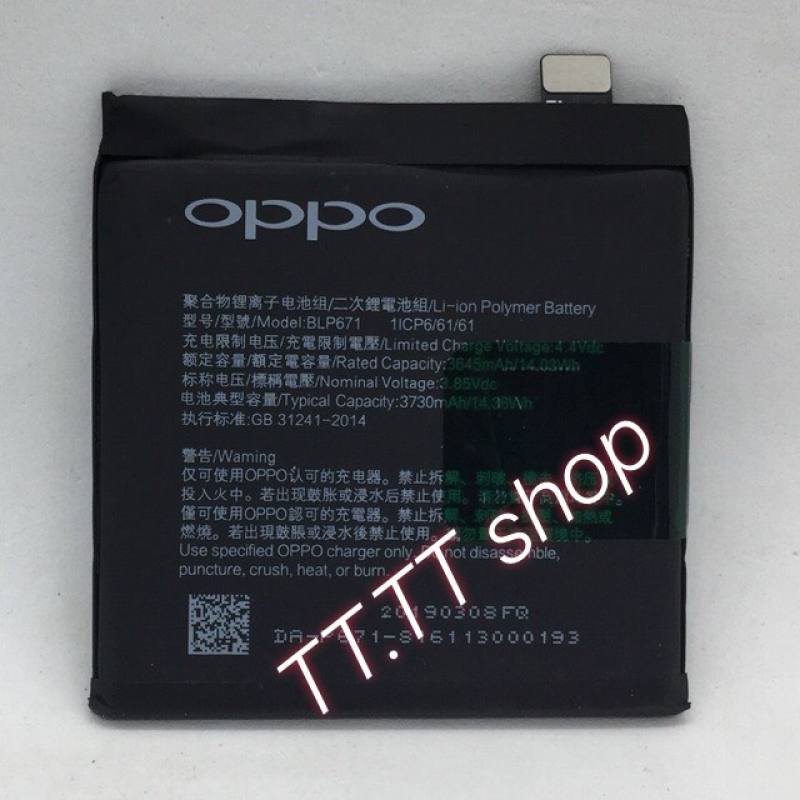 oppo
聚合物锂离子电池组/二次鋰電池組/Li-ion Polymer Battery
型号/型號/Model:BLP671 1ICP6/61/61
充电限制电压/充電限制電壓/Limited Charge Voltage:4.4Vdc
额定容量/額定電容量/Rated Capacity:3645mAh/14.03Wh
标称电压/標稱電壓/Nominal Voltage:3.85Vdc
电池典型容量/Typical Capacity:3730mAh/14.36Wh
执行标准:GB 31241-2014
警告/Waming
仅可使用OPPO认可的充电器。禁止拆解、刺
投入火中。若出现鼓胀或浸水后禁止使用。
僅可使用OPPO認可的充電器。禁止拆解、刺
燃燒。若出現鼓脹或浸水後禁止使用。
Use specified OPPO charger only. Do not disassemble,
puncture, crush, heat, or burn.
20190308FQ
DA-P671-816113000193
TT.TT shop